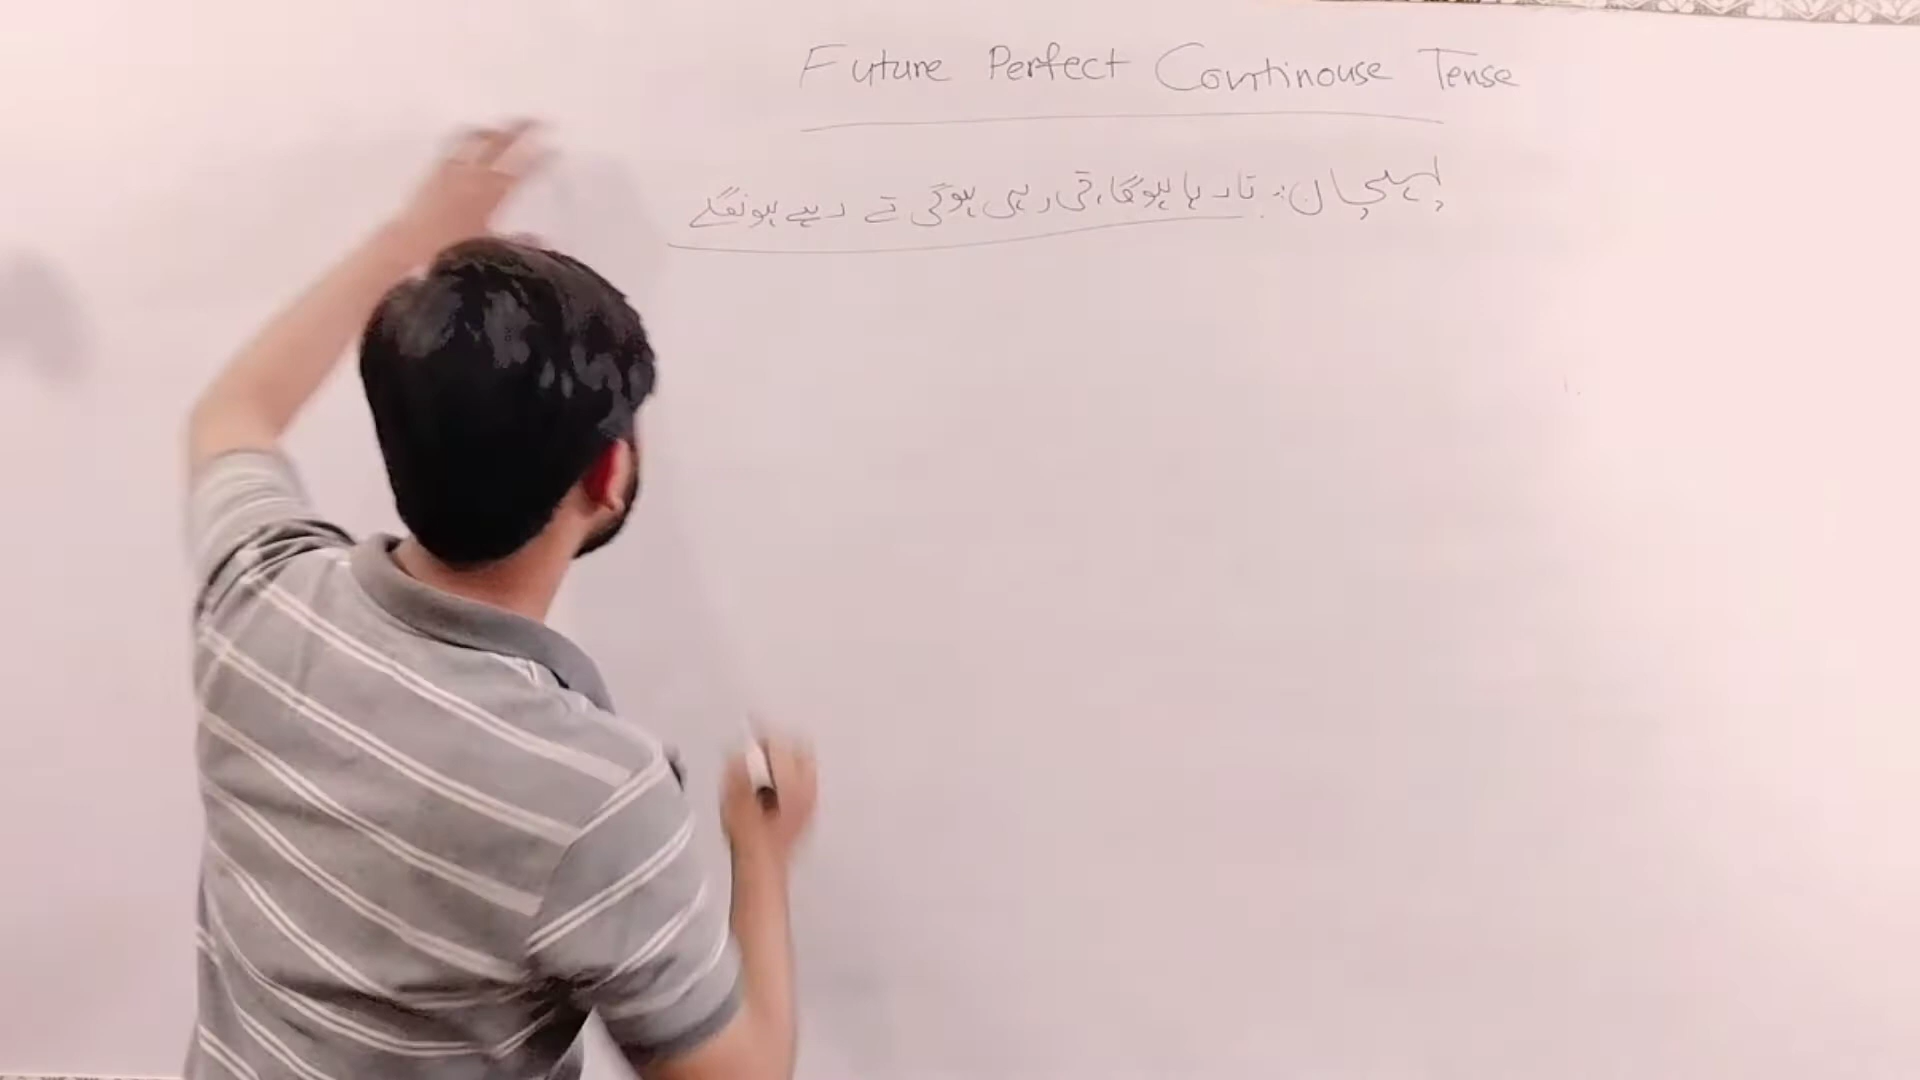 Future Perfect Continouse Tense
پہچان: تا رہا ہوگا، تی رہی ہوگی تے رہے ہونگے